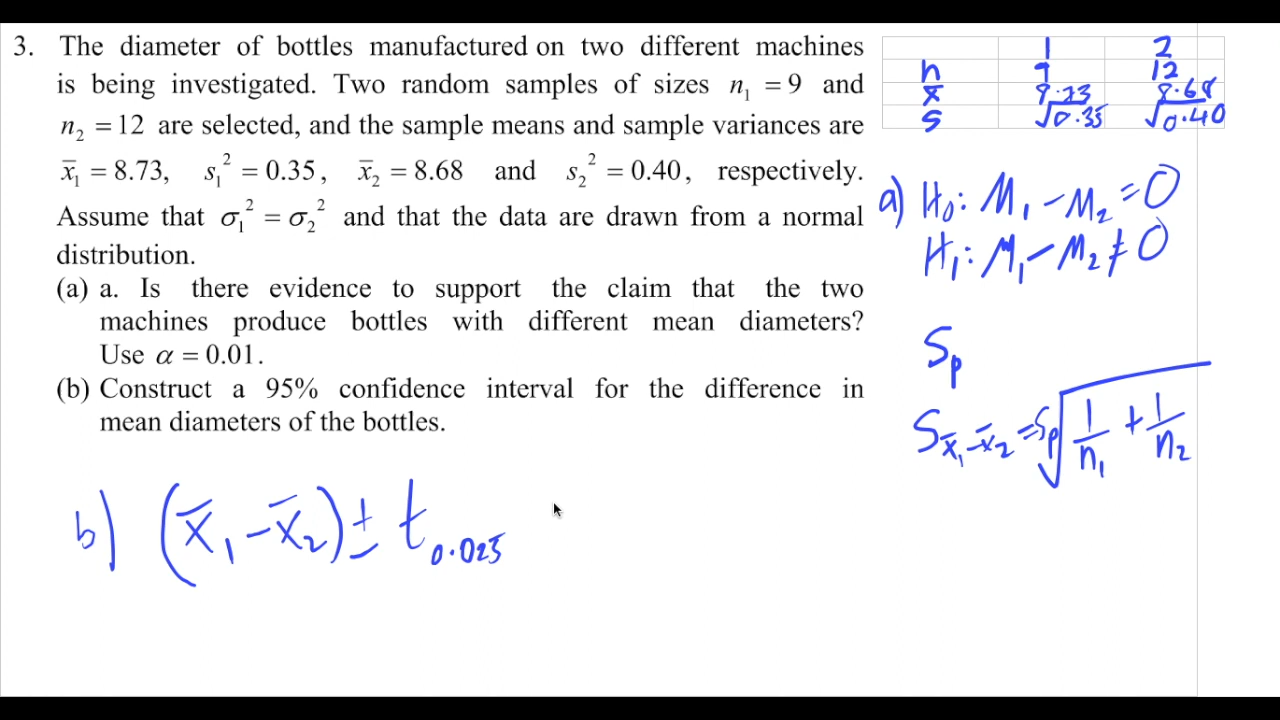 3. The diameter of bottles manufactured on two different machines
is being investigated. Two random samples of sizes n₁ = 9 and
n₂ = 12 are selected, and the sample means and sample variances are
x̄₁ = 8.73, s₁² = 0.35, x̄₂ = 8.68 and s₂² = 0.40, respectively.
Assume that σ₁² = σ₂² and that the data are drawn from a normal
distribution.
(a) a. Is there evidence to support the claim that the two
machines produce bottles with different mean diameters?
Use α = 0.01.
(b) Construct a 95% confidence interval for the difference in
mean diameters of the bottles.
1 2
n 9 12
x̄ 8.73 8.68
S √0.35 √0.40
a) H₀: M₁ - M₂ = 0
H₁: M₁ - M₂ ≠ 0
Sp
S x̄₁-x̄₂ = Sp √(1/n₁ + 1/n₂)
b) (x̄₁ - x̄₂) ± t 0.025